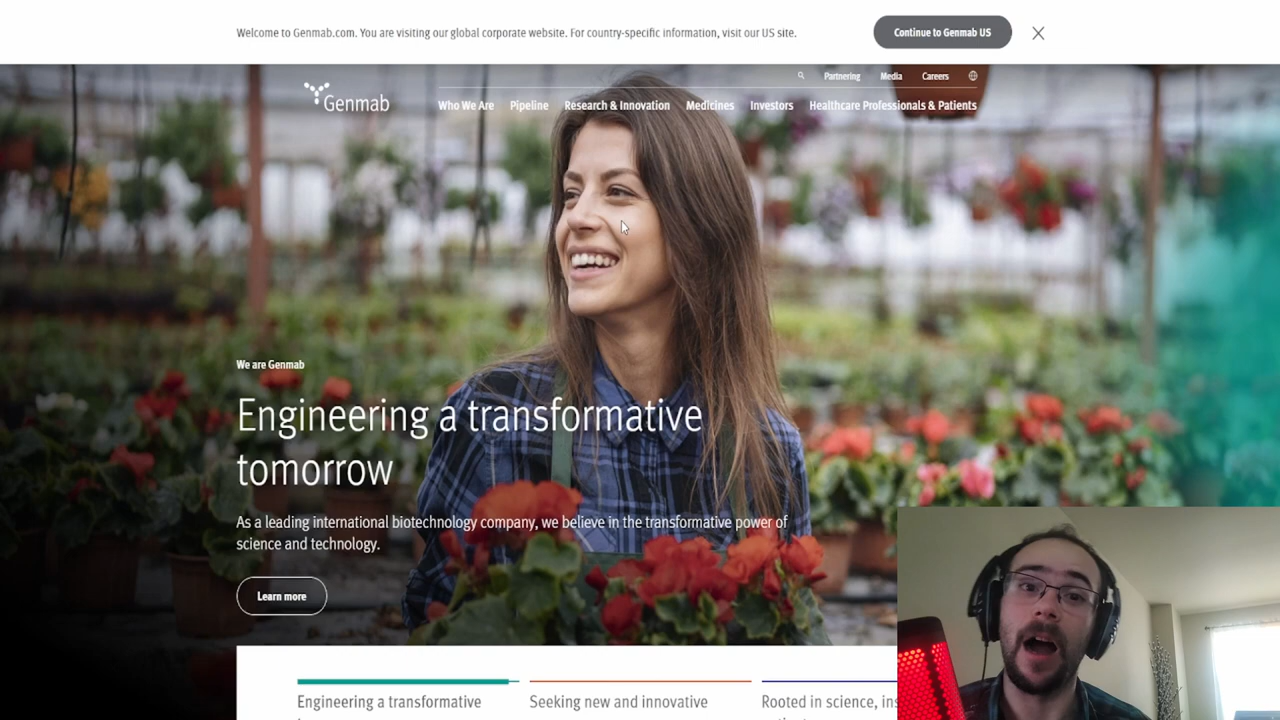 Welcome to Genmab.com. You are visiting our global corporate website. For country-specific information, visit our US site.
Continue to Genmab US
Partnering Media Careers
Genmab
Who We Are Pipeline Research & Innovation Medicines Investors Healthcare Professionals & Patients
We are Genmab
Engineering a transformative
tomorrow
As a leading international biotechnology company, we believe in the transformative power of
science and technology.
Learn more
Engineering a transformative Seeking new and innovative Rooted in science,